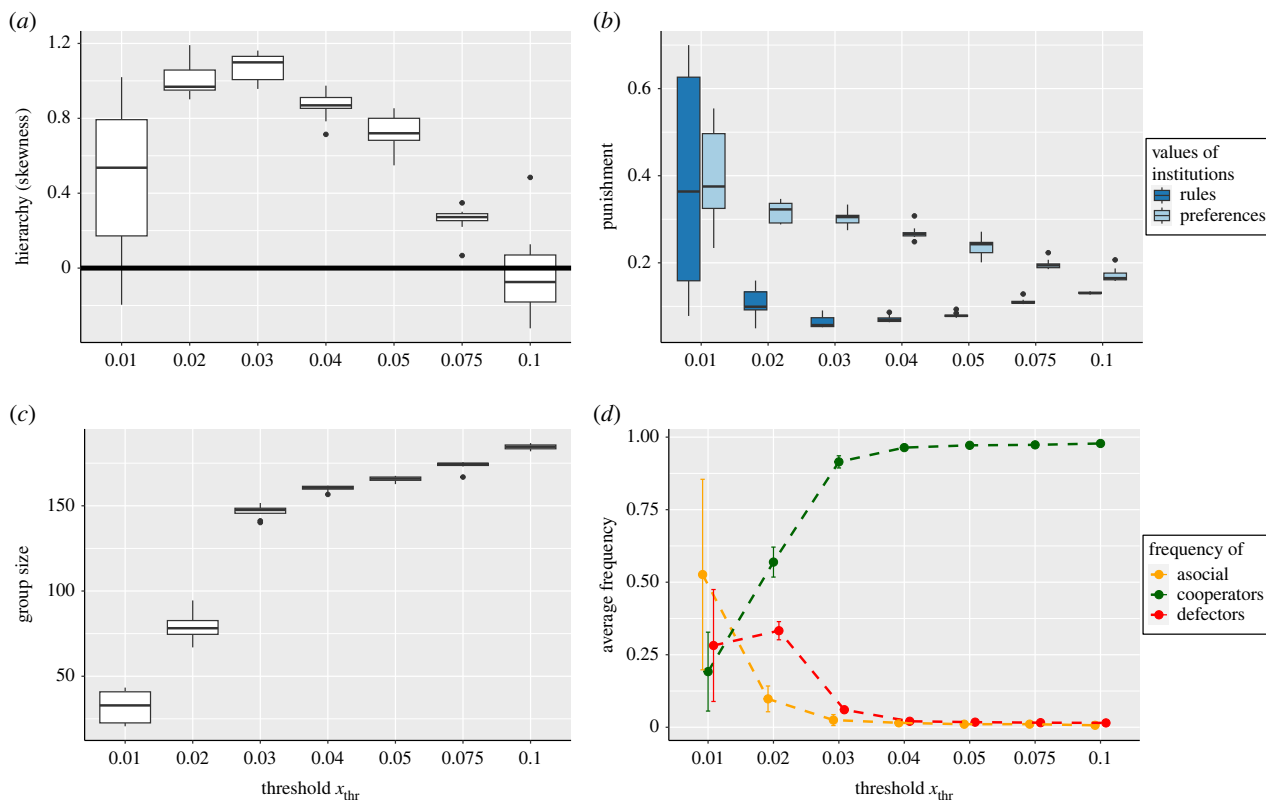 (a)
hierarchy (skewness)
1.2
0.8
0.4
0
0.01 0.02 0.03 0.04 0.05 0.075 0.1
(b)
punishment
0.6
0.4
0.2
0.01 0.02 0.03 0.04 0.05 0.075 0.1
values of
institutions
rules
preferences
(c)
group size
150
100
50
0.01 0.02 0.03 0.04 0.05 0.075 0.1
threshold xthr
(d)
average frequency
1.00
0.75
0.50
0.25
0
0.01 0.02 0.03 0.04 0.05 0.075 0.1
threshold xthr
frequency of
asocial
cooperators
defectors